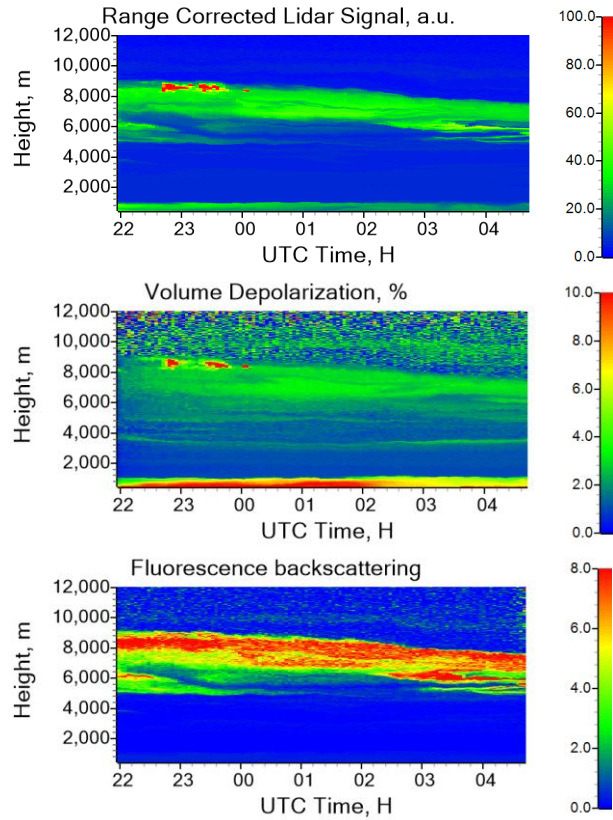 Range Corrected Lidar Signal, a.u.
12,000
10,000
8,000
6,000
4,000
2,000
Height, m
22 23 00 01 02 03 04
UTC Time, H
100.0
80.0
60.0
40.0
20.0
0.0
Volume Depolarization, %
12,000
10,000
8,000
6,000
4,000
2,000
Height, m
22 23 00 01 02 03 04
UTC Time, H
10.0
8.0
6.0
4.0
2.0
0.0
Fluorescence backscattering
12,000
10,000
8,000
6,000
4,000
2,000
Height, m
22 23 00 01 02 03 04
UTC Time, H
8.0
6.0
4.0
2.0
0.0